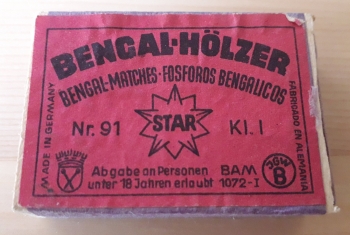 BENGAL-HÖLZER
BENGAL-MATCHES·FOSFOROS BENGALICOS
MADE IN GERMANY
Nr. 91
STAR
Kl. I
FABRICADO EN ALEMANIA
Abgabe an Personen
unter 18 Jahren erlaubt
BAM
1072-I
JGW
B